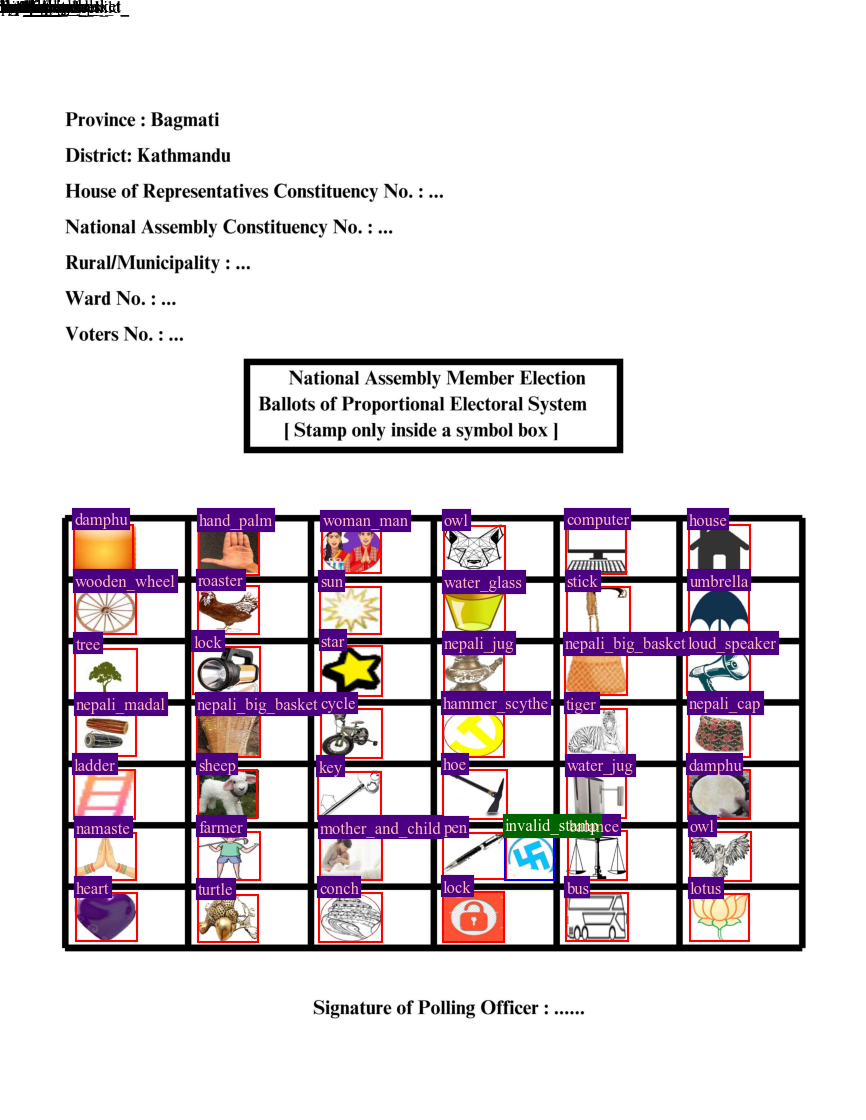 Province : Bagmati
District: Kathmandu
House of Representatives Constituency No. : ...
National Assembly Constituency No. : ...
Rural/Municipality : ...
Ward No. : ...
Voters No. : ...
National Assembly Member Election
Ballots of Proportional Electoral System
[ Stamp only inside a symbol box ]
damphu hand_palm woman_man owl computer house
wooden_wheel roaster sun water_glass stick umbrella
tree lock star nepali_jug nepali_big_basket loud_speaker
nepali_madal nepali_big_basket cycle hammer_scythe tiger nepali_cap
ladder sheep key hoe water_jug damphu
namaste farmer mother_and_child pen invalid_stamp balance owl
heart turtle conch lock bus lotus
Signature of Polling Officer : ......